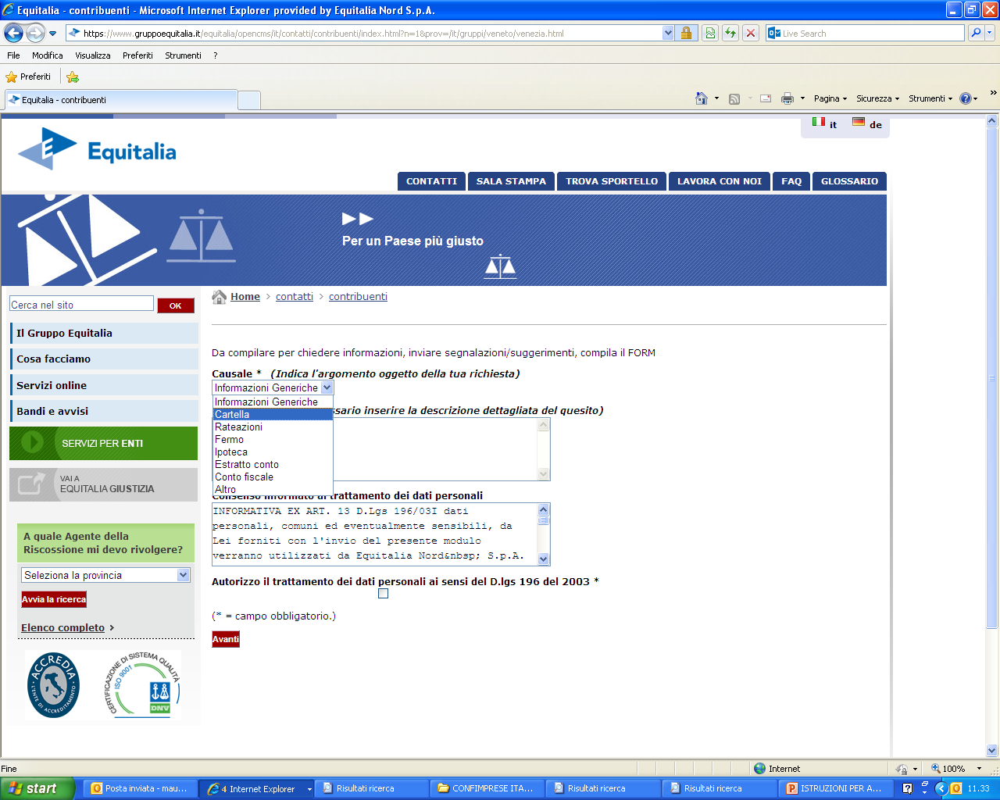 Equitalia - contribuenti - Microsoft Internet Explorer provided by Equitalia Nord S.p.A.
https://www.gruppoequitalia.it/equitalia/opencms/it/contatti/contribuenti/index.html?n=1&prov=/it/gruppi/veneto/venezia.html
Live Search
File Modifica Visualizza Preferiti Strumenti ?
Preferiti
Equitalia - contribuenti
Pagina Sicurezza Strumenti
it de
Equitalia
CONTATTI SALA STAMPA TROVA SPORTELLO LAVORA CON NOI FAQ GLOSSARIO
Per un Paese più giusto
Cerca nel sito OK
Il Gruppo Equitalia
Cosa facciamo
Servizi online
Bandi e avvisi
SERVIZI PER ENTI
VAI A
EQUITALIA GIUSTIZIA
A quale Agente della
Riscossione mi devo rivolgere?
Seleziona la provincia
Avvia la ricerca
Elenco completo >
ACCREDIA
L'ENTE ITALIANO DI ACCREDITAMENTO
CERTIFICAZIONE DI SISTEMA QUALITÀ
ISO 9001
DNV
Home > contatti > contribuenti
Da compilare per chiedere informazioni, inviare segnalazioni/suggerimenti, compila il FORM
Causale * (Indica l'argomento oggetto della tua richiesta)
Informazioni Generiche
Informazioni Generiche
ssario inserire la descrizione dettagliata del quesito)
Cartella
Rateazioni
Fermo
Ipoteca
Estratto conto
Conto fiscale
Altro
Consenso informato al trattamento dei dati personali
INFORMATIVA EX ART. 13 D.Lgs 196/03I dati
personali, comuni ed eventualmente sensibili, da
Lei forniti con l'invio del presente modulo
verranno utilizzati da Equitalia Nord&nbsp; S.p.A.
Autorizzo il trattamento dei dati personali ai sensi del D.lgs 196 del 2003 *
(* = campo obbligatorio.)
Avanti
Fine
Internet
100%
start
Posta inviata - mau...
4 Internet Explorer
Risultati ricerca
CONFIMPRESE ITA...
Risultati ricerca
Risultati ricerca
ISTRUZIONI PER A...
11.33